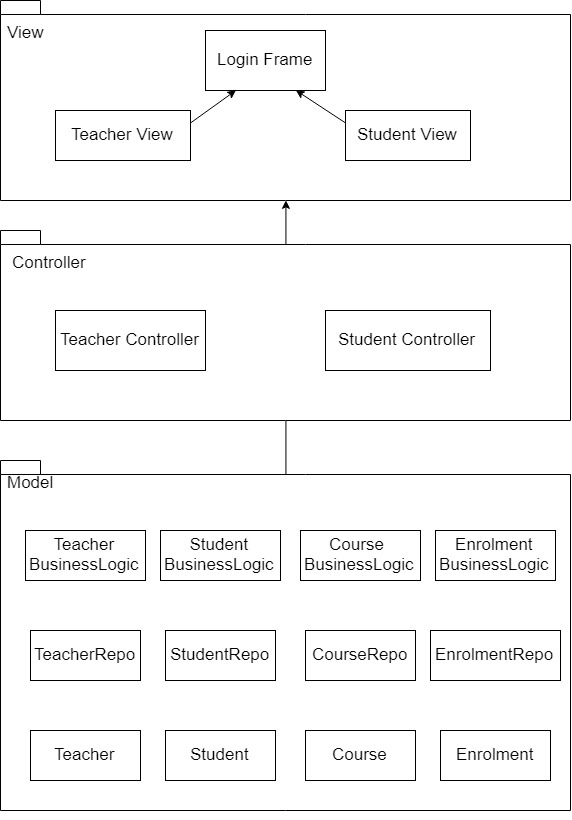 View
Login Frame
Teacher View
Student View
Controller
Teacher Controller
Student Controller
Model
Teacher
BusinessLogic
Student
BusinessLogic
Course
BusinessLogic
Enrolment
BusinessLogic
TeacherRepo
StudentRepo
CourseRepo
EnrolmentRepo
Teacher
Student
Course
Enrolment